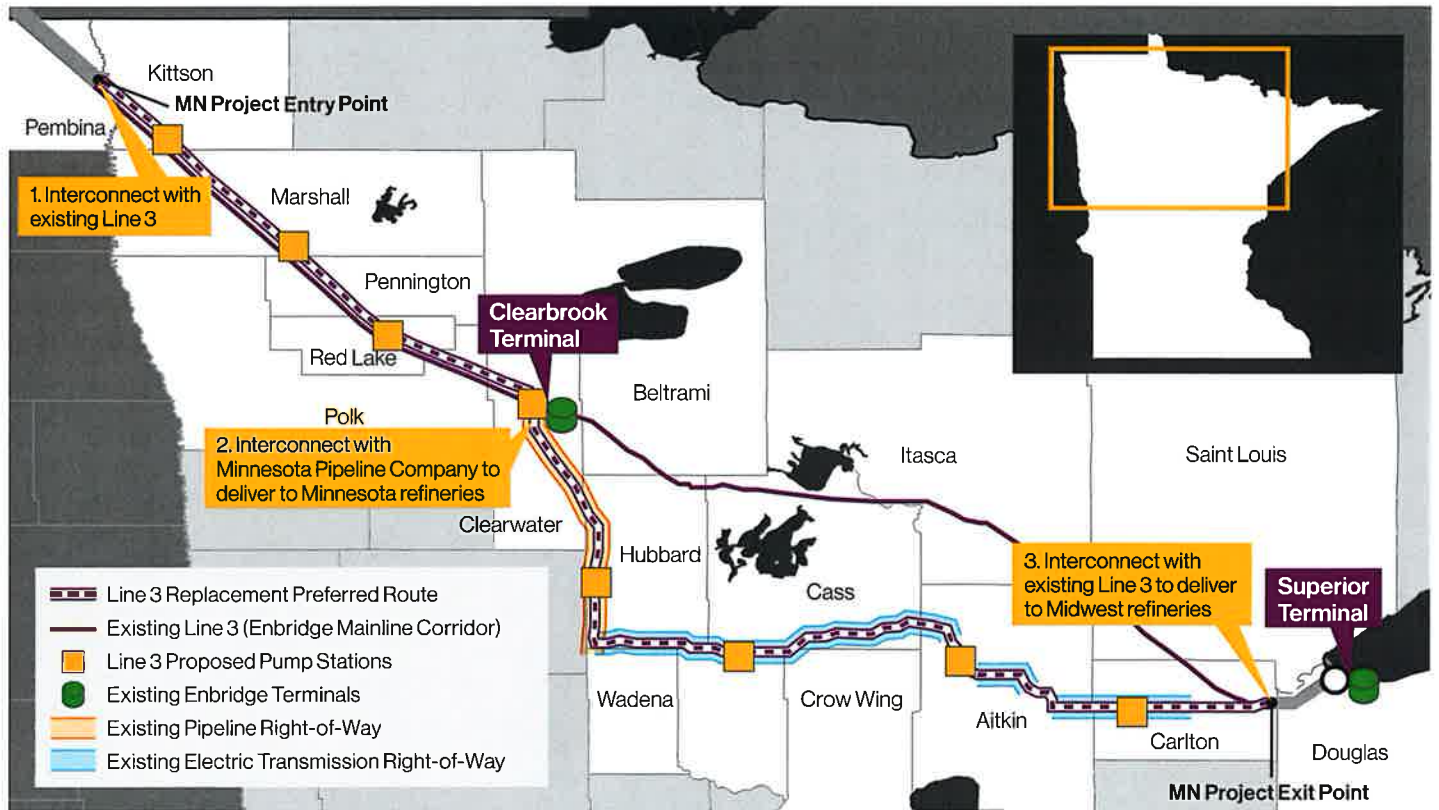 Kittson
MN Project Entry Point
Pembina
1. Interconnect with
existing Line 3
Marshall
Pennington
Clearbrook
Terminal
Red Lake
Beltrami
Polk
2. Interconnect with
Minnesota Pipeline Company to
deliver to Minnesota refineries
Itasca
Saint Louis
Clearwater
Hubbard
Cass
3. Interconnect with
existing Line 3 to deliver
to Midwest refineries
Superior
Terminal
Line 3 Replacement Preferred Route
Existing Line 3 (Enbridge Mainline Corridor)
Line 3 Proposed Pump Stations
Existing Enbridge Terminals
Existing Pipeline Right-of-Way
Existing Electric Transmission Right-of-Way
Wadena
Crow Wing
Aitkin
Carlton
Douglas
MN Project Exit Point